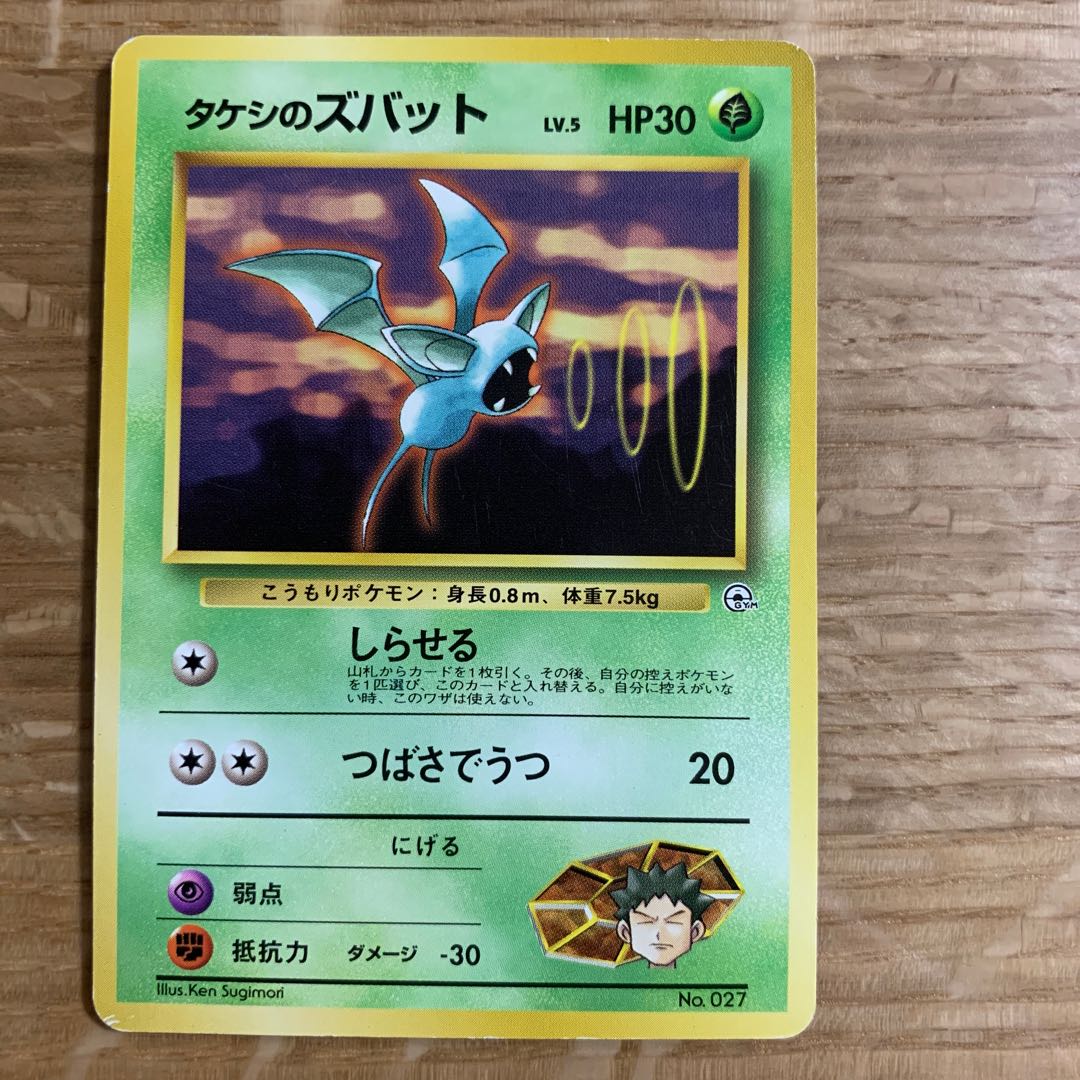 タケシのズバット LV.5 HP30
こうもりポケモン：身長0.8m、体重7.5kg
GYM
しらせる
山札からカードを1枚引く。その後、自分の控えポケモン
を1匹選び、このカードと入れ替える。自分に控えがいな
い時、このワザは使えない。
つばさでうつ 20
にげる
弱点
抵抗力 ダメージ -30
Illus.Ken Sugimori
No. 027